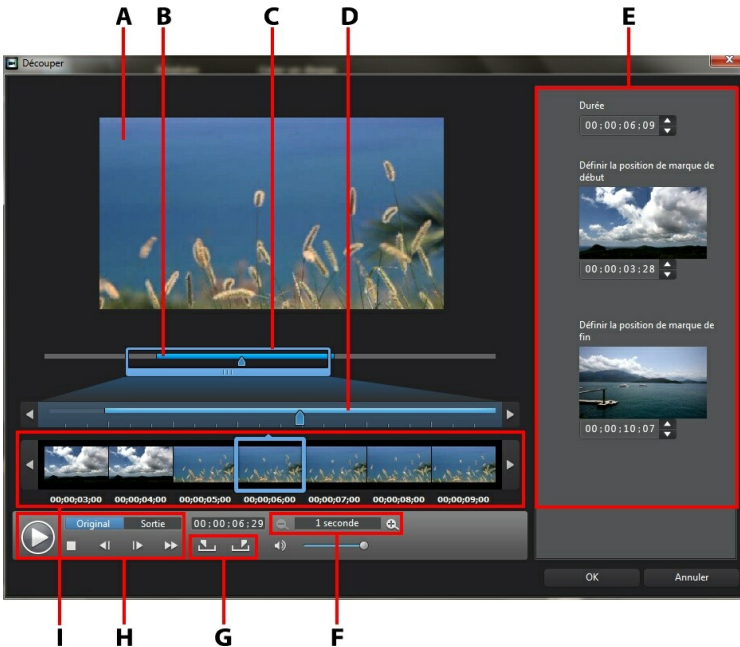 A B C D E
Découper
Durée
00;00;06;09
Définir la position de marque de
début
00;00;03;28
Définir la position de marque de
fin
00;00;10;07
00;00;03;00 00;00;04;00 00;00;05;00 00;00;06;00 00;00;07;00 00;00;08;00 00;00;09;00
Original Sortie 00;00;06;29 1 seconde
OK Annuler
I H G F